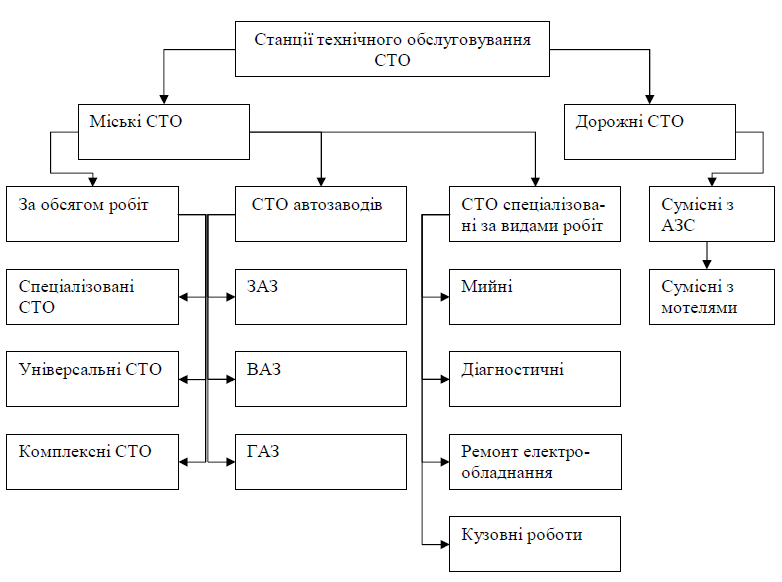 Станції технічного обслуговування
СТО
Міські СТО
Дорожні СТО
За обсягом робіт
СТО автозаводів
СТО спеціалізова-
ні за видами робіт
Сумісні з
АЗС
Спеціалізовані
СТО
ЗАЗ
Мийні
Сумісні з
мотелями
Універсальні СТО
ВАЗ
Діагностичні
Комплексні СТО
ГАЗ
Ремонт електро-
обладнання
Кузовні роботи